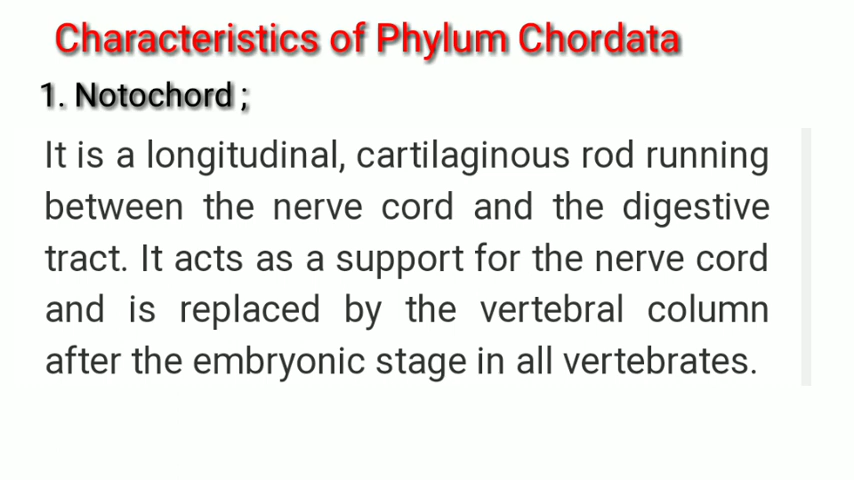 Characteristics of Phylum Chordata
1. Notochord ;
It is a longitudinal, cartilaginous rod running
between the nerve cord and the digestive
tract. It acts as a support for the nerve cord
and is replaced by the vertebral column
after the embryonic stage in all vertebrates.